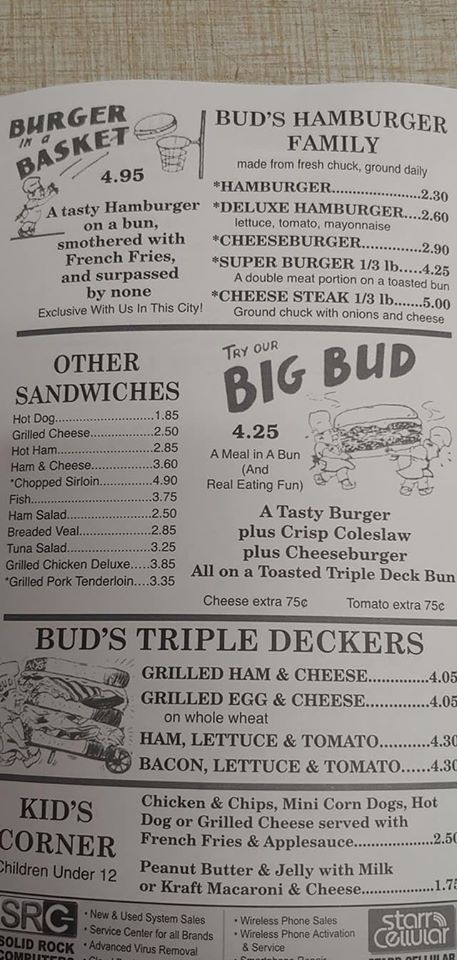 BURGER
IN a
BASKET
4.95
A tasty Hamburger
on a bun,
smothered with
French Fries,
and surpassed
by none
Exclusive With Us In This City!
BUD'S HAMBURGER
FAMILY
made from fresh chuck, ground daily
*HAMBURGER......................2.30
*DELUXE HAMBURGER....2.60
lettuce, tomato, mayonnaise
*CHEESEBURGER...............2.90
*SUPER BURGER 1/3 lb.....4.25
A double meat portion on a toasted bun
*CHEESE STEAK 1/3 lb.......5.00
Ground chuck with onions and cheese
OTHER
SANDWICHES
Hot Dog...........................1.85
Grilled Cheese.................2.50
Hot Ham..........................2.85
Ham & Cheese................3.60
*Chopped Sirloin..............4.90
Fish..................................3.75
Ham Salad.......................2.50
Breaded Veal...................2.85
Tuna Salad......................3.25
Grilled Chicken Deluxe.....3.85
*Grilled Pork Tenderloin....3.35
TRY OUR
BIG BUD
4.25
A Meal in A Bun
(And
Real Eating Fun)
A Tasty Burger
plus Crisp Coleslaw
plus Cheeseburger
All on a Toasted Triple Deck Bun
Cheese extra 75¢ Tomato extra 75¢
BUD'S TRIPLE DECKERS
GRILLED HAM & CHEESE..............4.05
GRILLED EGG & CHEESE...............4.05
on whole wheat
HAM, LETTUCE & TOMATO...........4.30
BACON, LETTUCE & TOMATO......4.30
KID'S
CORNER
Children Under 12
Chicken & Chips, Mini Corn Dogs, Hot
Dog or Grilled Cheese served with
French Fries & Applesauce................2.50
Peanut Butter & Jelly with Milk
or Kraft Macaroni & Cheese...............1.75
SRC
SOLID ROCK
COMPUTERS
• New & Used System Sales
• Service Center for all Brands
• Advanced Virus Removal
• Wireless Phone Sales
• Wireless Phone Activation
& Service
starr
Cellular
STARR CELLULAR